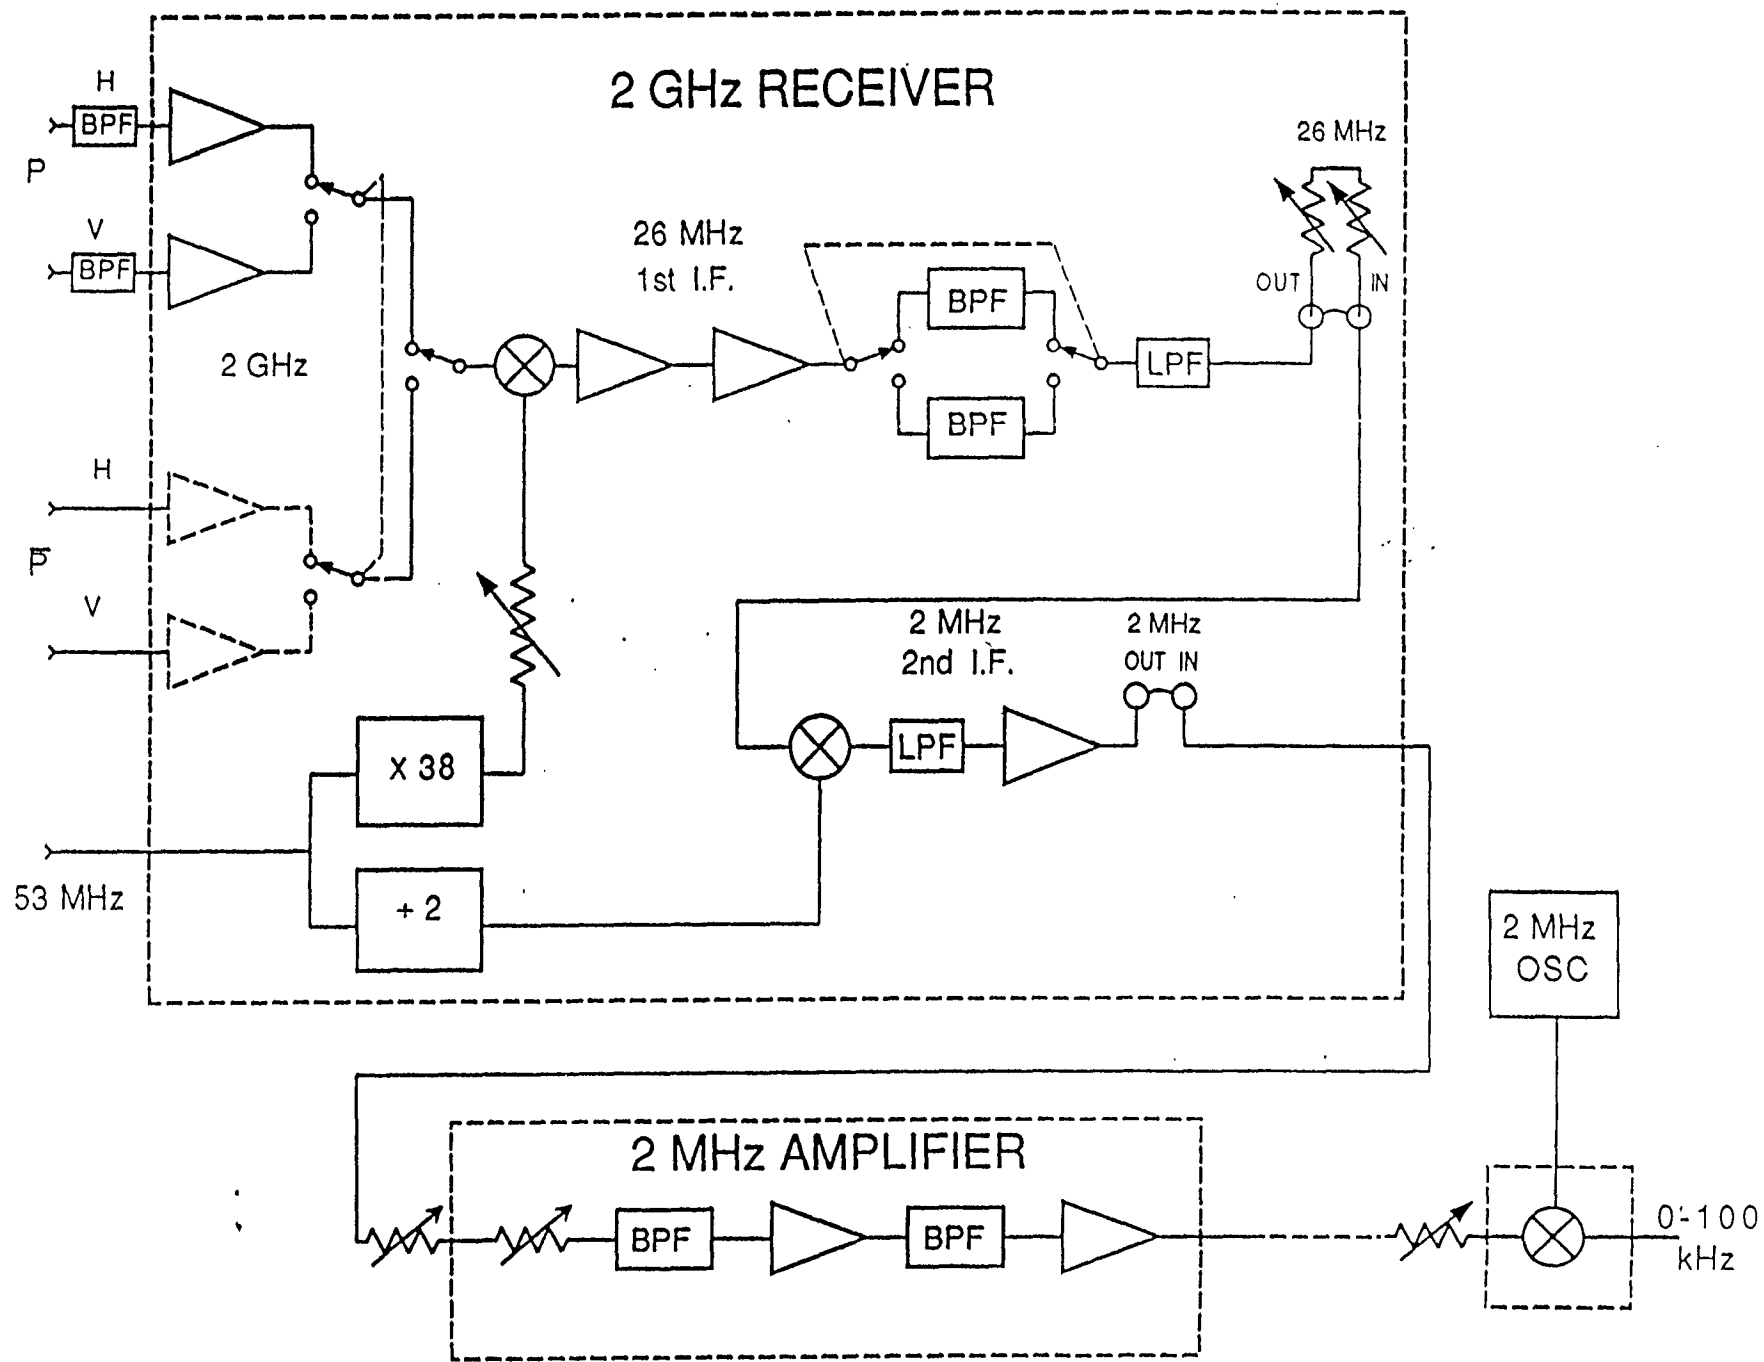 2 GHz RECEIVER
H
BPF
P
V
BPF
2 GHz
26 MHz
1st I.F.
BPF
BPF
LPF
26 MHz
OUT IN
H
P̅
V
X 38
53 MHz
+ 2
2 MHz
2nd I.F.
2 MHz
OUT IN
LPF
2 MHz
OSC
2 MHz AMPLIFIER
BPF
BPF
0-100
kHz